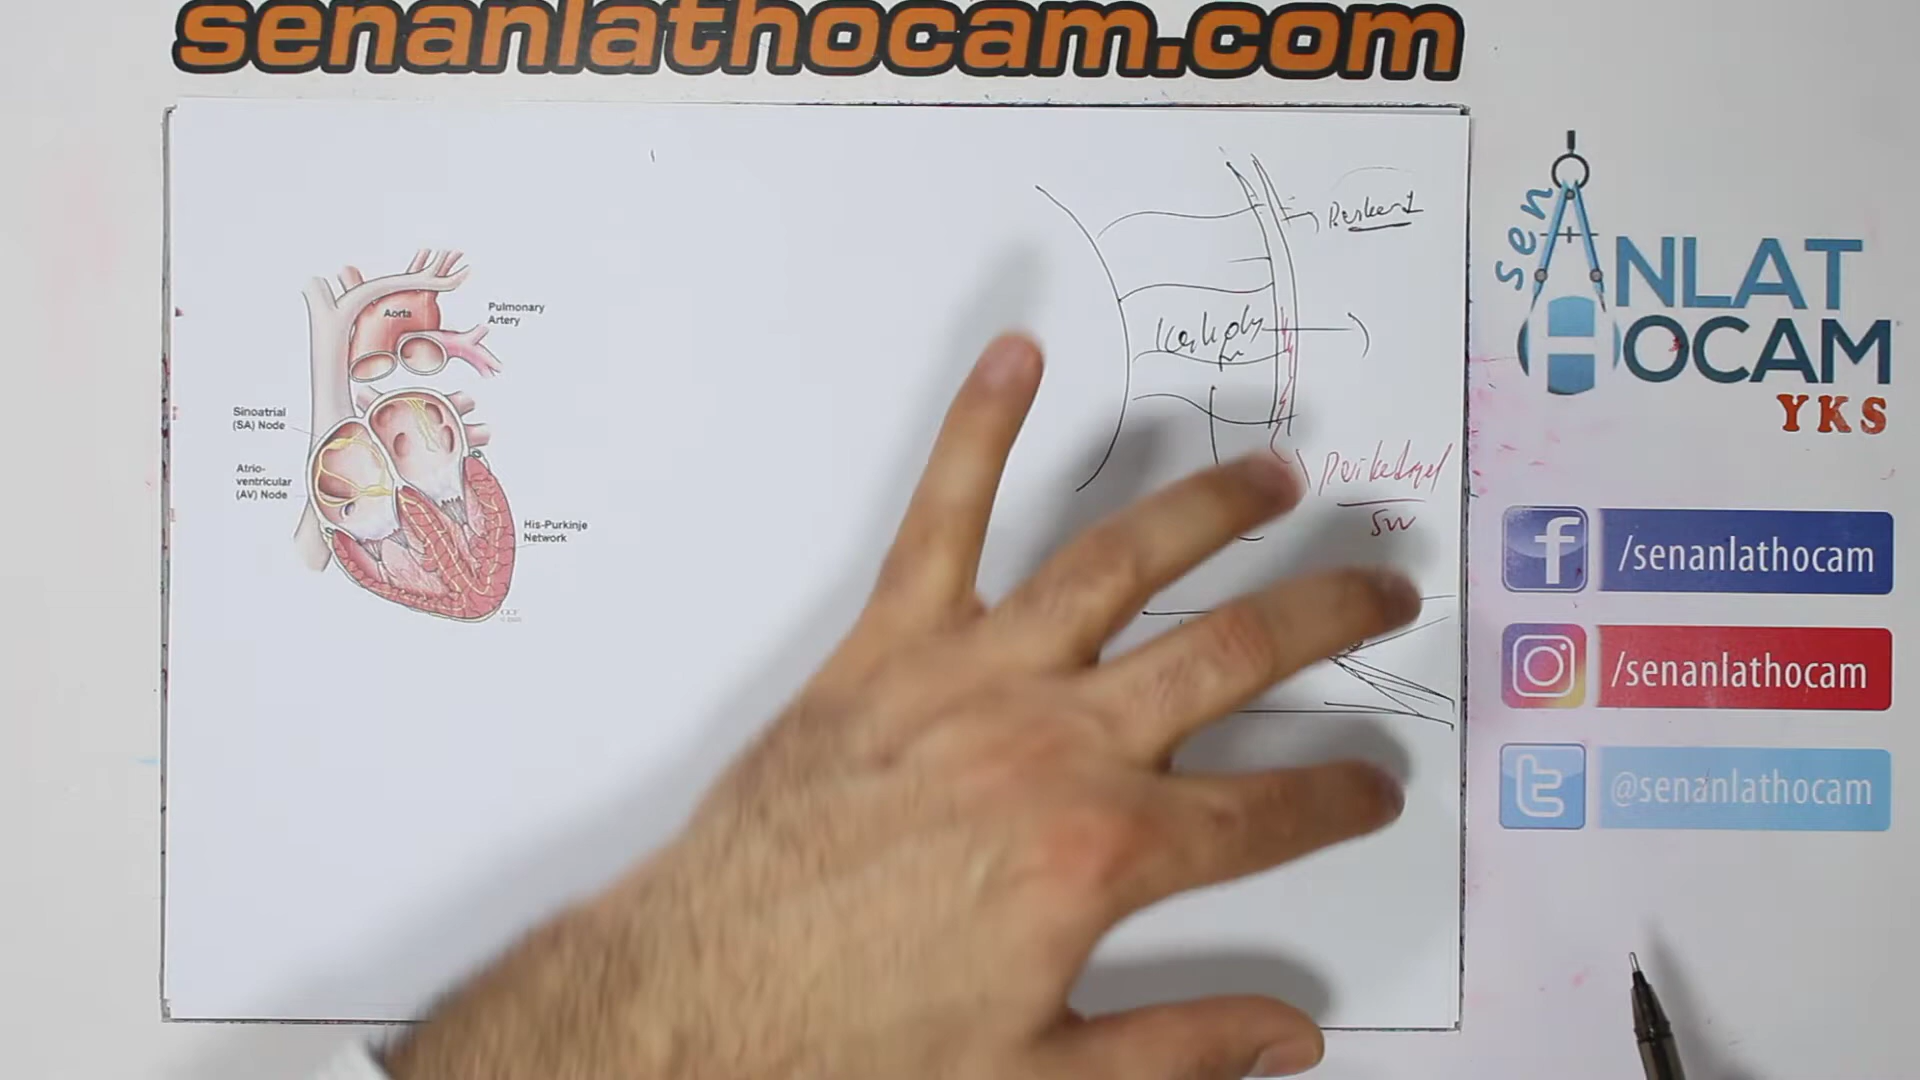 senanlathocam.com
Aorta
Pulmonary
Artery
Sinoatrial
(SA) Node
Atrio-
ventricular
(AV) Node
His-Purkinje
Network
sen
ANLAT
HOCAM
YKS
/senanlathocam
/senanlathocam
@senanlathocam